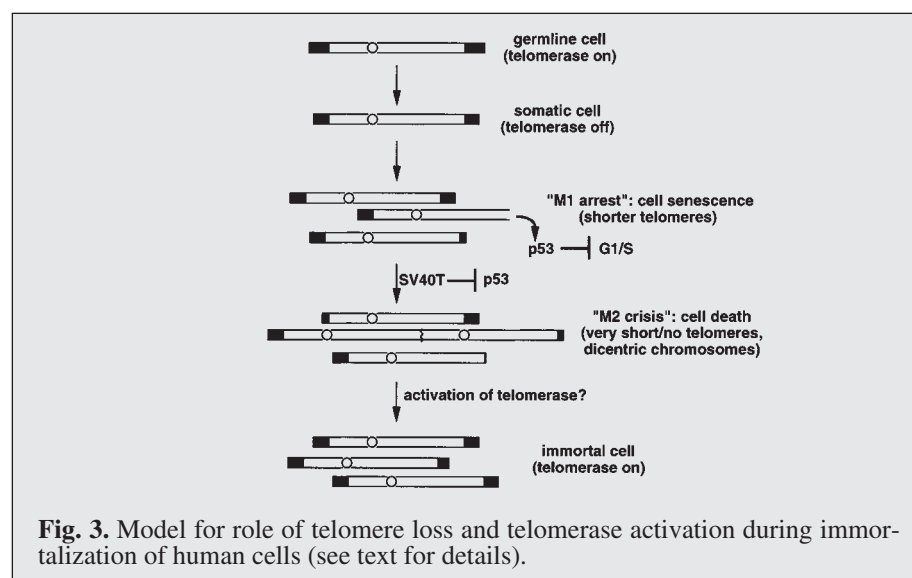 germline cell
(telomerase on)
somatic cell
(telomerase off)
"M1 arrest": cell senescence
(shorter telomeres)
p53 G1/S
SV40T p53
"M2 crisis": cell death
(very short/no telomeres,
dicentric chromosomes)
activation of telomerase?
immortal cell
(telomerase on)
Fig. 3. Model for role of telomere loss and telomerase activation during immor-
talization of human cells (see text for details).